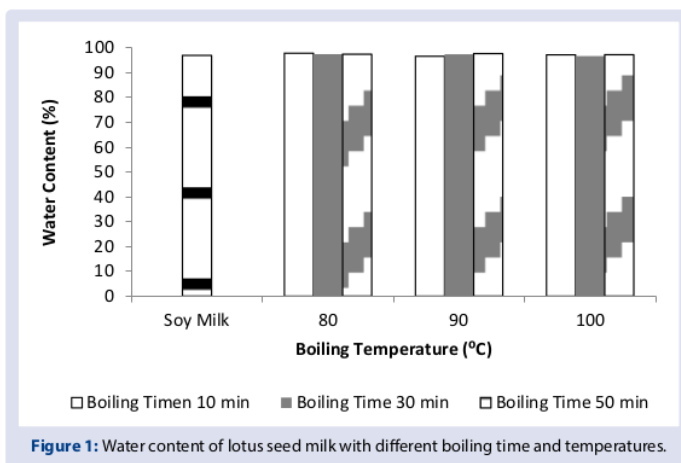 100
90
80
70
60
50
40
30
20
10
0
Water Content (%)
Soy Milk 80 90 100
Boiling Temperature (⁰C)
Boiling Timen 10 min Boiling Time 30 min Boiling Time 50 min
Figure 1: Water content of lotus seed milk with different boiling time and temperatures.